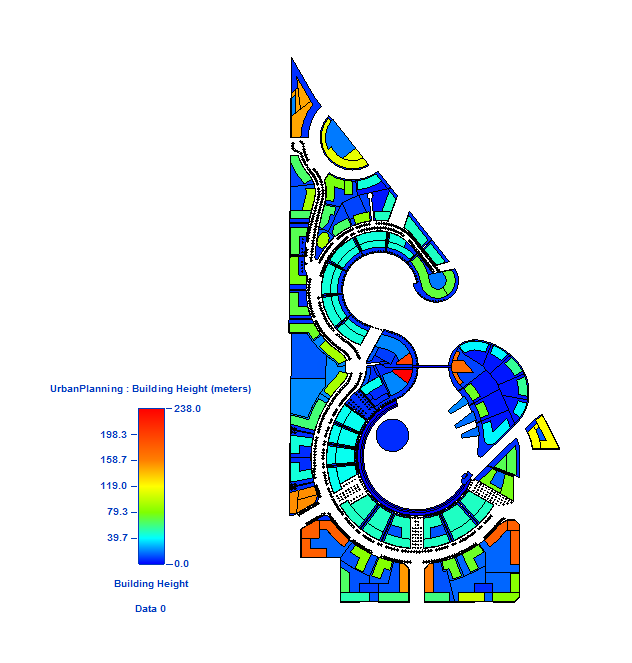 UrbanPlanning : Building Height (meters)
238.0
198.3
158.7
119.0
79.3
39.7
0.0
Building Height
Data 0